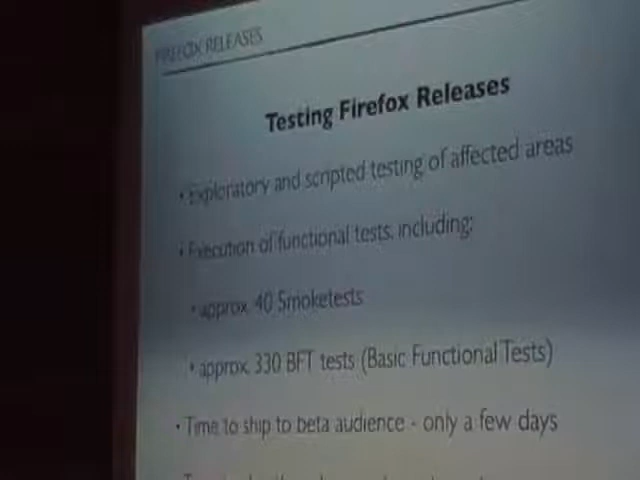 FIREFOX RELEASES
Testing Firefox Releases
• Exploratory and scripted testing of affected areas
• Execution of functional tests, including:
• approx. 40 Smoketests
• approx. 330 BFT tests (Basic Functional Tests)
• Time to ship to beta audience - only a few days